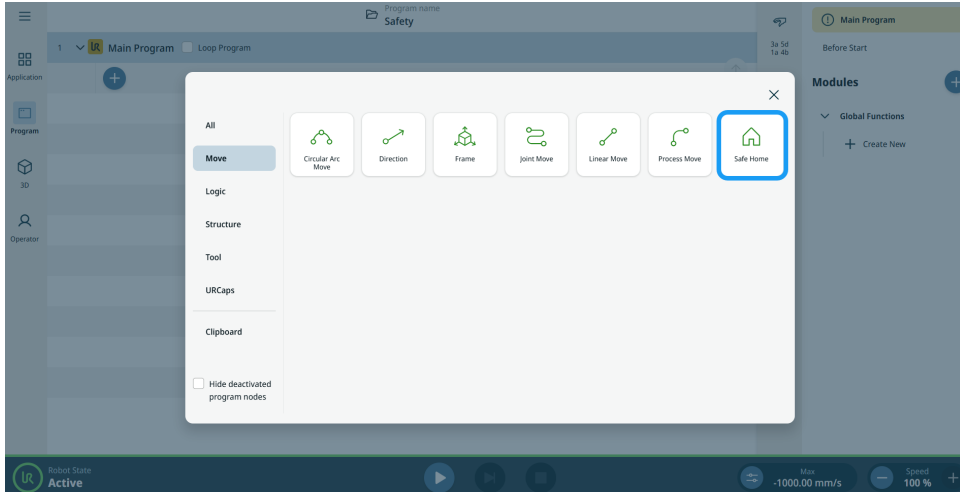 Program name
Safety
1
Main Program
Loop Program
3a 5d
1a 4b
Main Program
Before Start
Modules
Global Functions
Create New
Application
Program
3D
Operator
All
Move
Logic
Structure
Tool
URCaps
Clipboard
Hide deactivated
program nodes
Circular Arc
Move
Direction
Frame
Joint Move
Linear Move
Process Move
Safe Home
Robot State
Active
Max
-1000.00 mm/s
Speed
100 %